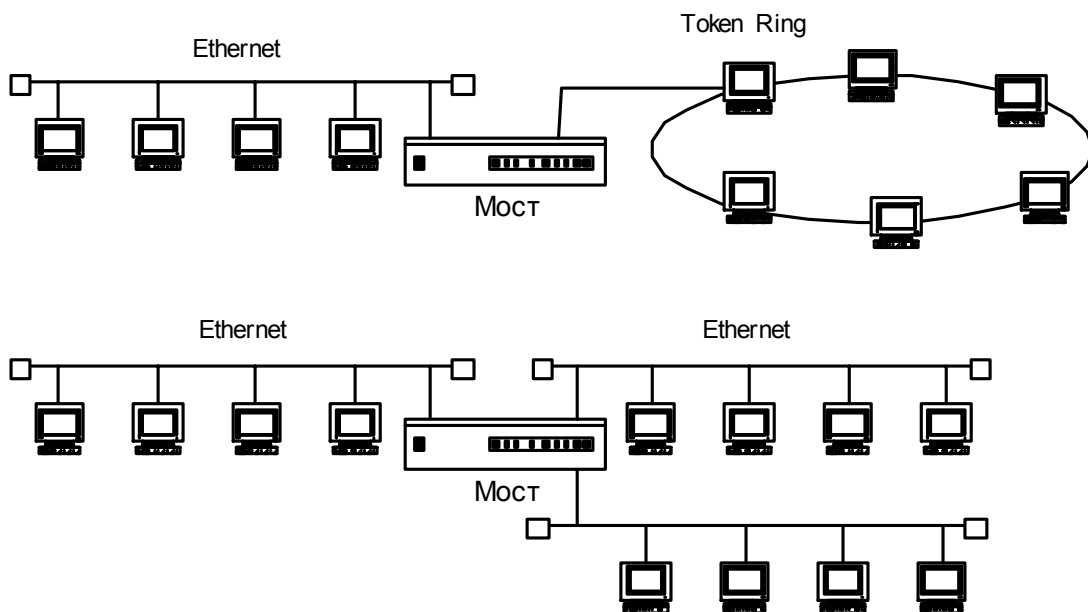 Token Ring
Ethernet
Мост
Ethernet
Ethernet
Мост